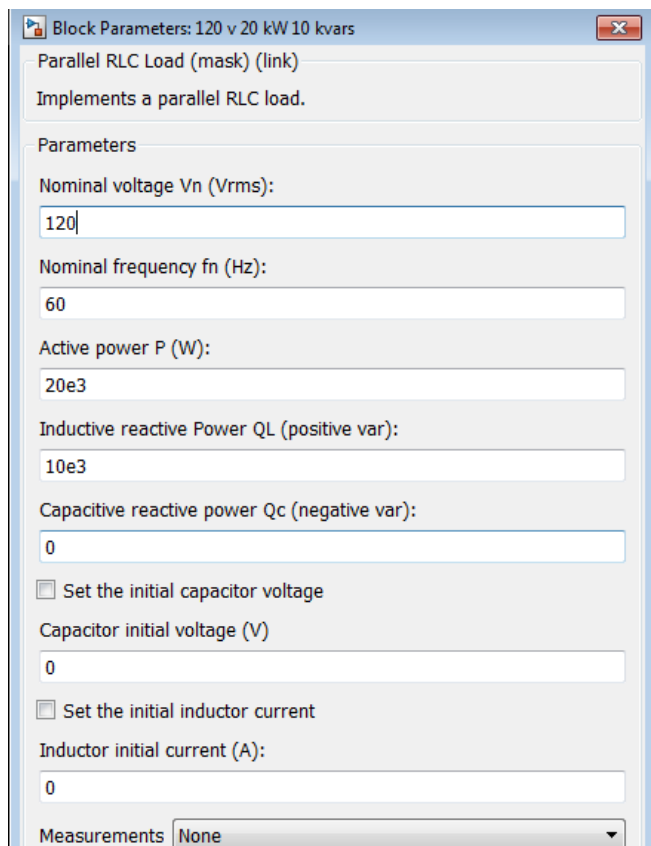 Block Parameters: 120 v 20 kW 10 kvars
Parallel RLC Load (mask) (link)
Implements a parallel RLC load.
Parameters
Nominal voltage Vn (Vrms):
120
Nominal frequency fn (Hz):
60
Active power P (W):
20e3
Inductive reactive Power QL (positive var):
10e3
Capacitive reactive power Qc (negative var):
0
Set the initial capacitor voltage
Capacitor initial voltage (V)
0
Set the initial inductor current
Inductor initial current (A):
0
Measurements None